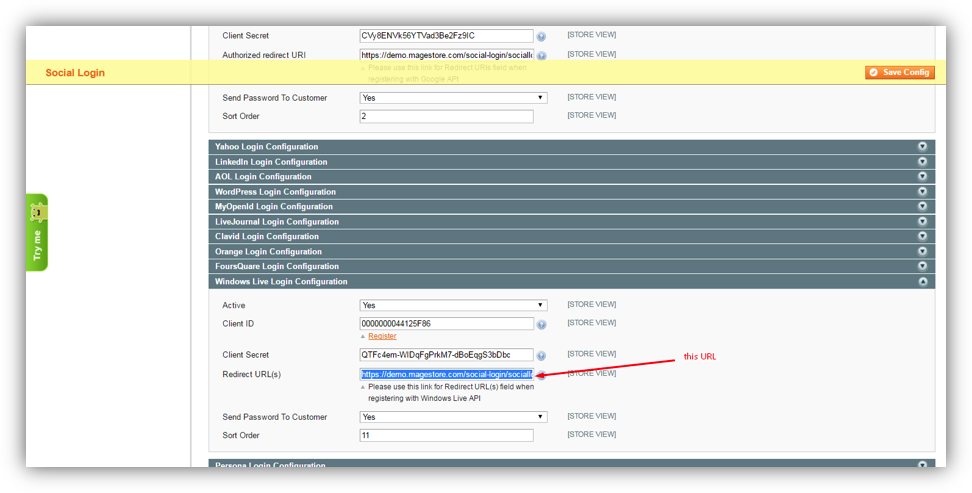 Client Secret CVy8ENVk56YTVad3Be2Fz9IC [STORE VIEW]
Authorized redirect URI https://demo.magestore.com/social-login/sociallo [STORE VIEW]
Please use this link for Redirect URIs field when
Social Login Save Config
registering with Google API
Send Password To Customer Yes [STORE VIEW]
Sort Order 2 [STORE VIEW]
Yahoo Login Configuration
LinkedIn Login Configuration
AOL Login Configuration
WordPress Login Configuration
MyOpenId Login Configuration
LiveJournal Login Configuration
Clavid Login Configuration
Try me
Orange Login Configuration
FoursQuare Login Configuration
Windows Live Login Configuration
Active Yes [STORE VIEW]
Client ID 0000000044125F86 [STORE VIEW]
Register
Client Secret QTFc4em-WIDqFgPrkM7-dBoEqgS3bDbc [STORE VIEW]
this URL
Redirect URL(s) https://demo.magestore.com/social-login/sociallo [STORE VIEW]
Please use this link for Redirect URL(s) field when
registering with Windows Live API
Send Password To Customer Yes [STORE VIEW]
Sort Order 11 [STORE VIEW]
Persona Login Configuration